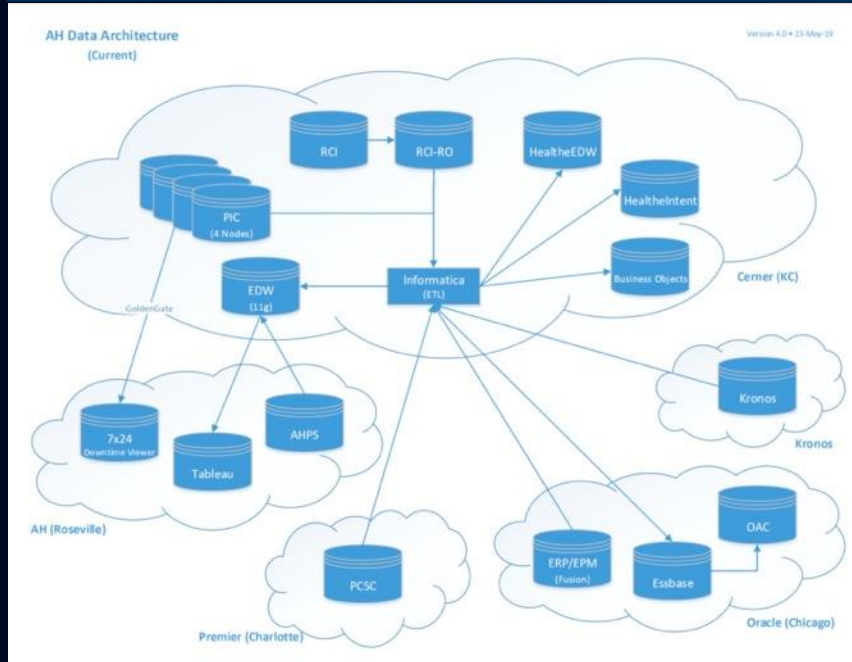 AH Data Architecture
(Current)
Version 4.0 • 23-May-19
RCI
RCI-RO
HealtheEDW
HealtheIntent
PIC
(4 Nodes)
Business Objects
Cerner (KC)
EDW
(11g)
Informatica
(ETL)
GoldenGate
Kronos
Kronos
7x24
Downtime Viewer
Tableau
AHPS
AH (Roseville)
PCSC
Premier (Charlotte)
ERP/EPM
(Fusion)
Essbase
OAC
Oracle (Chicago)